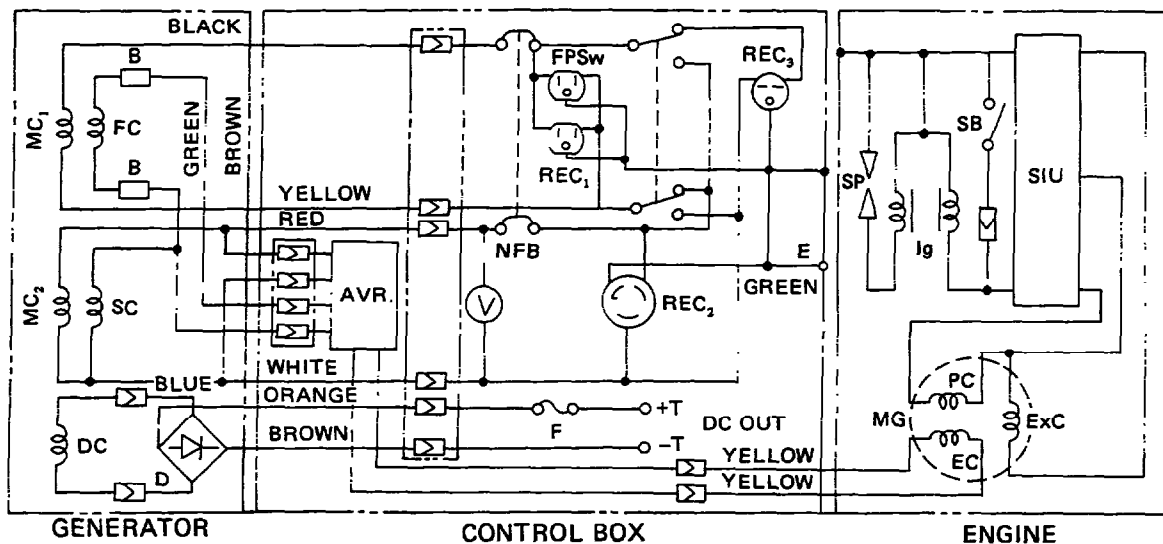 BLACK
B
MC1
FC
GREEN
BROWN
B
FPSw
REC1
REC3
YELLOW
RED
NFB
MC2
SC
AVR.
V
REC2
E
GREEN
WHITE
BLUE
ORANGE
DC
D
BROWN
F
+T
-T
DC OUT
YELLOW
YELLOW
SP
Ig
SB
SIU
MG
PC
EC
ExC
GENERATOR
CONTROL BOX
ENGINE